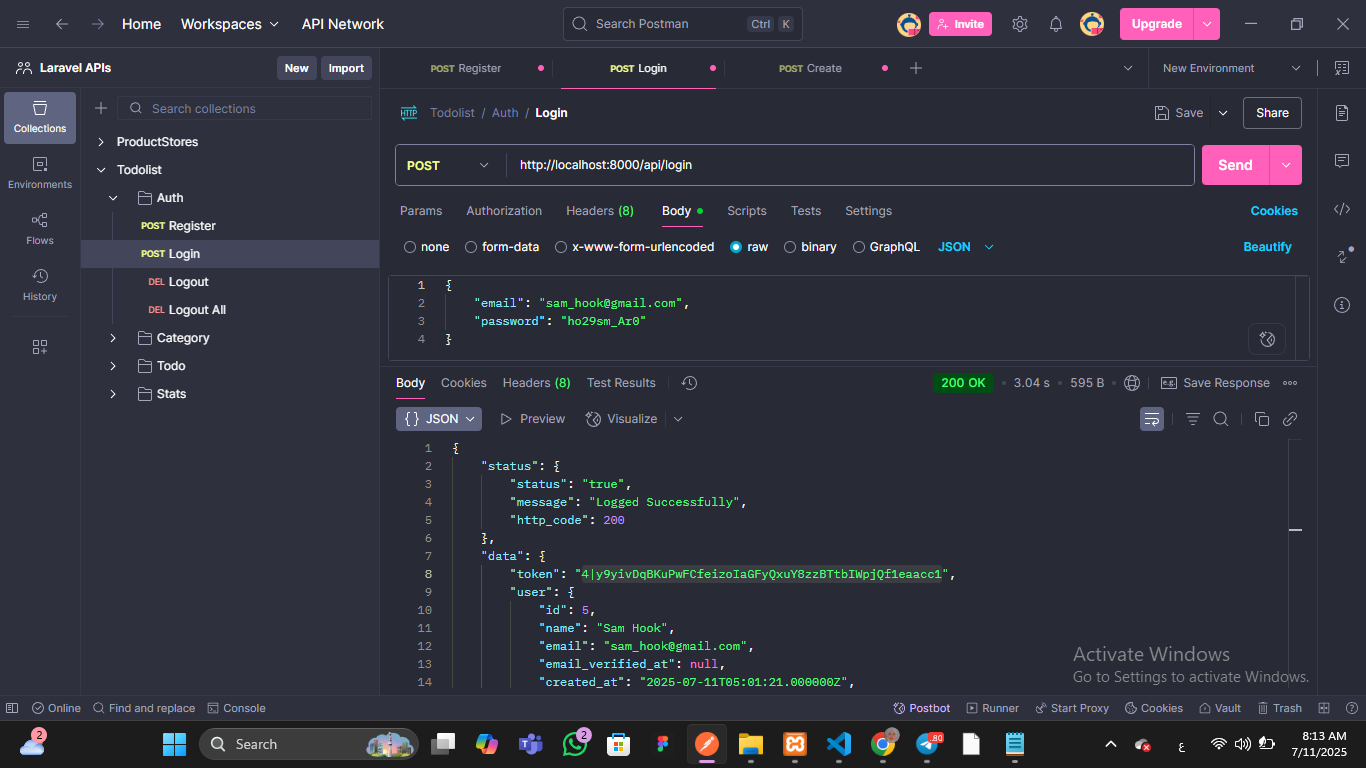 Home Workspaces API Network Search Postman Ctrl K Invite Upgrade
Laravel APIs New Import POST Register POST Login POST Create New Environment
Collections
Environments
Flows
History
Search collections
ProductStores
Todolist
Auth
POST Register
POST Login
DEL Logout
DEL Logout All
Category
Todo
Stats
HTTP Todolist / Auth / Login Save Share
POST http://localhost:8000/api/login Send
Params Authorization Headers (8) Body Scripts Tests Settings Cookies
none form-data x-www-form-urlencoded raw binary GraphQL JSON Beautify
1 {
2 "email": "sam_hook@gmail.com",
3 "password": "ho29sm_Ar0"
4 }
Body Cookies Headers (8) Test Results 200 OK 3.04 s 595 B e.g. Save Response
{} JSON Preview Visualize
1 {
2 "status": {
3 "status": "true",
4 "message": "Logged Successfully",
5 "http_code": 200
6 },
7 "data": {
8 "token": "4|y9yivDqBKuPwFCfeizoIaGFyQxuY8zzBTtbIWpjQf1eaacc1",
9 "user": {
10 "id": 5,
11 "name": "Sam Hook",
12 "email": "sam_hook@gmail.com",
13 "email_verified_at": null,
14 "created_at": "2025-07-11T05:01:21.000000Z",
Activate Windows
Go to Settings to activate Windows.
Online Find and replace Console Postbot Runner Start Proxy Cookies Vault Trash
2 Search 2 .80 ع 8:13 AM
7/11/2025